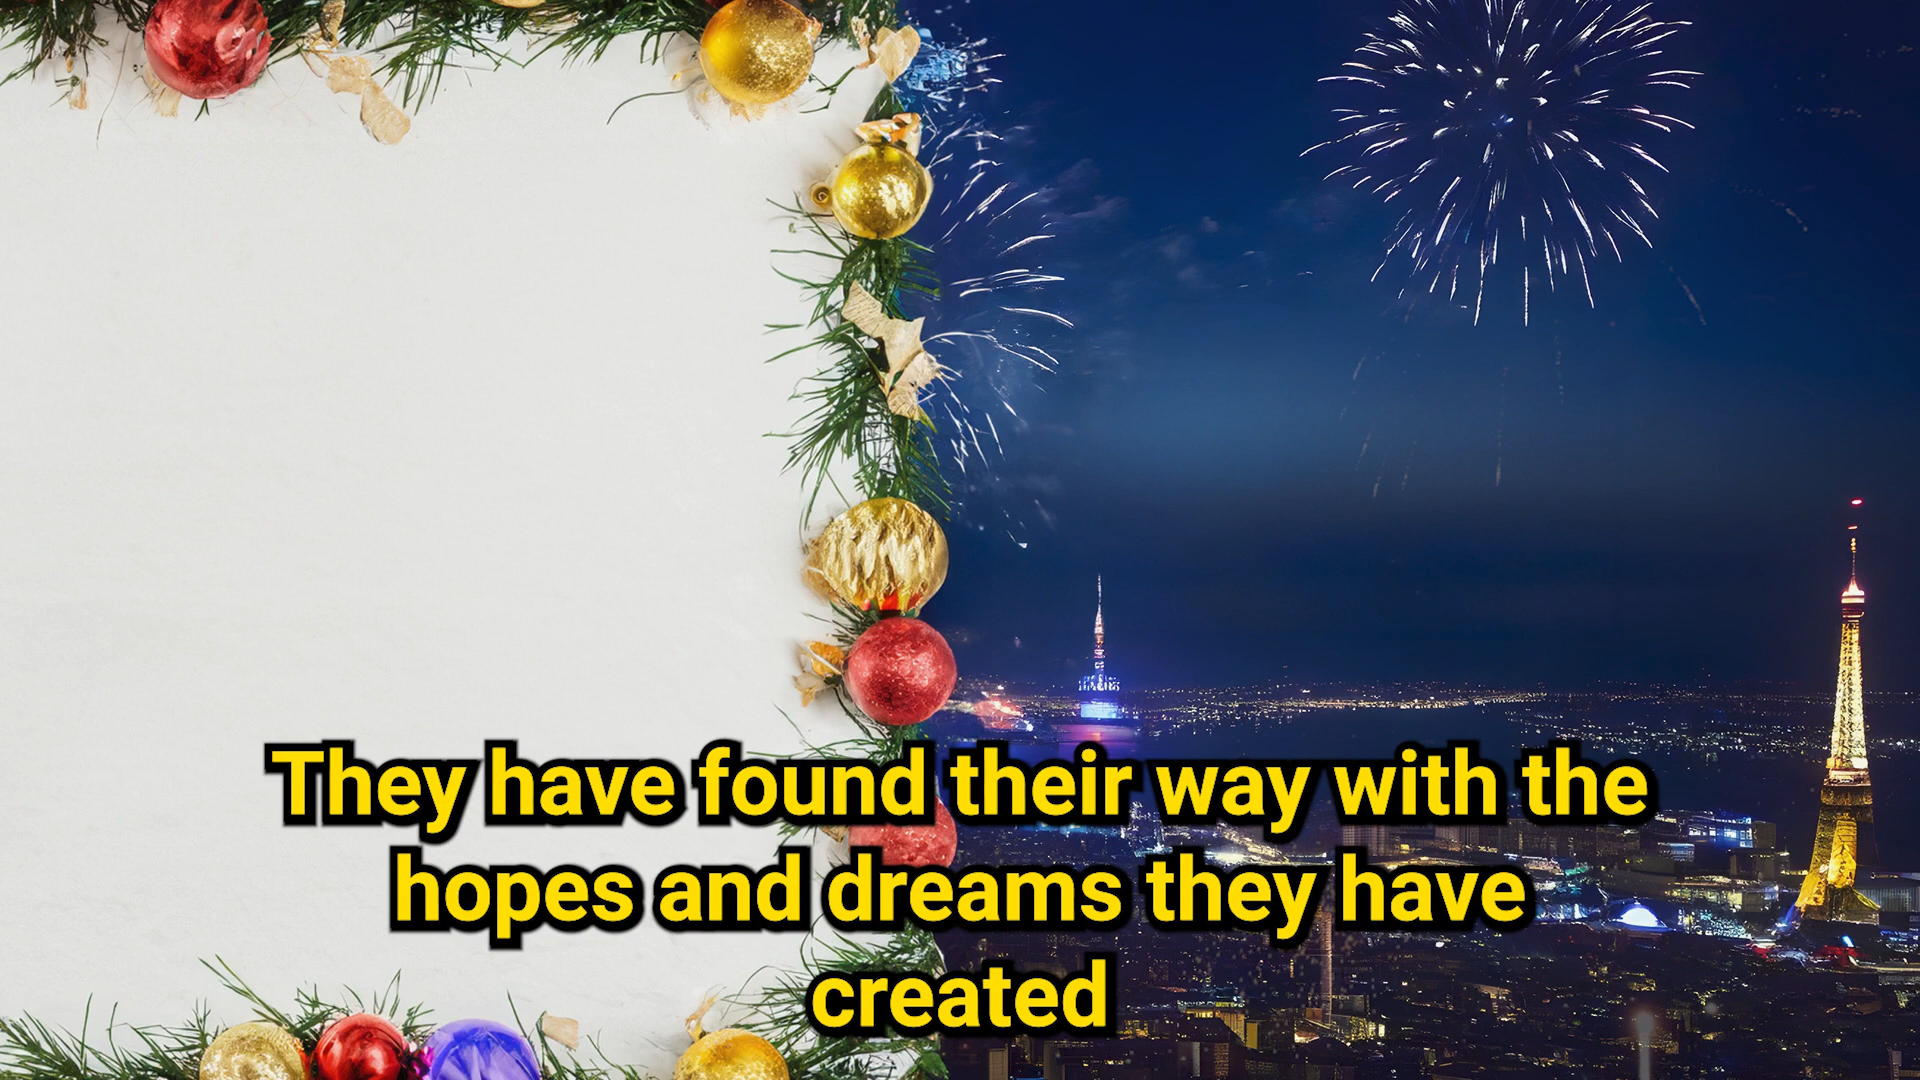 They have found their way with the
hopes and dreams they have
created